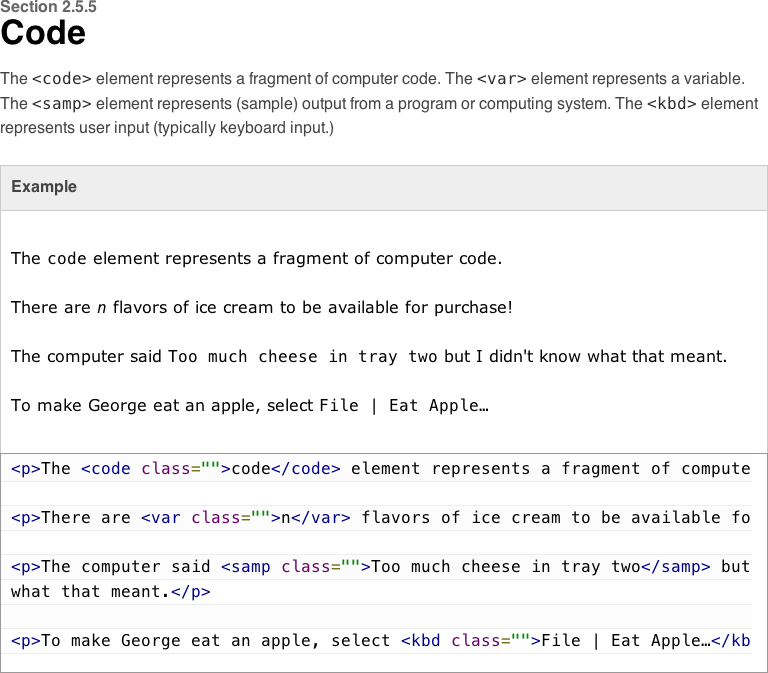 Section 2.5.5
Code
The <code> element represents a fragment of computer code. The <var> element represents a variable.
The <samp> element represents (sample) output from a program or computing system. The <kbd> element
represents user input (typically keyboard input.)
Example
The code element represents a fragment of computer code.
There are n flavors of ice cream to be available for purchase!
The computer said Too much cheese in tray two but I didn't know what that meant.
To make George eat an apple, select File | Eat Apple…
<p>The <code class="">code</code> element represents a fragment of compute
<p>There are <var class="">n</var> flavors of ice cream to be available fo
<p>The computer said <samp class="">Too much cheese in tray two</samp> but
what that meant.</p>
<p>To make George eat an apple, select <kbd class="">File | Eat Apple…</kb